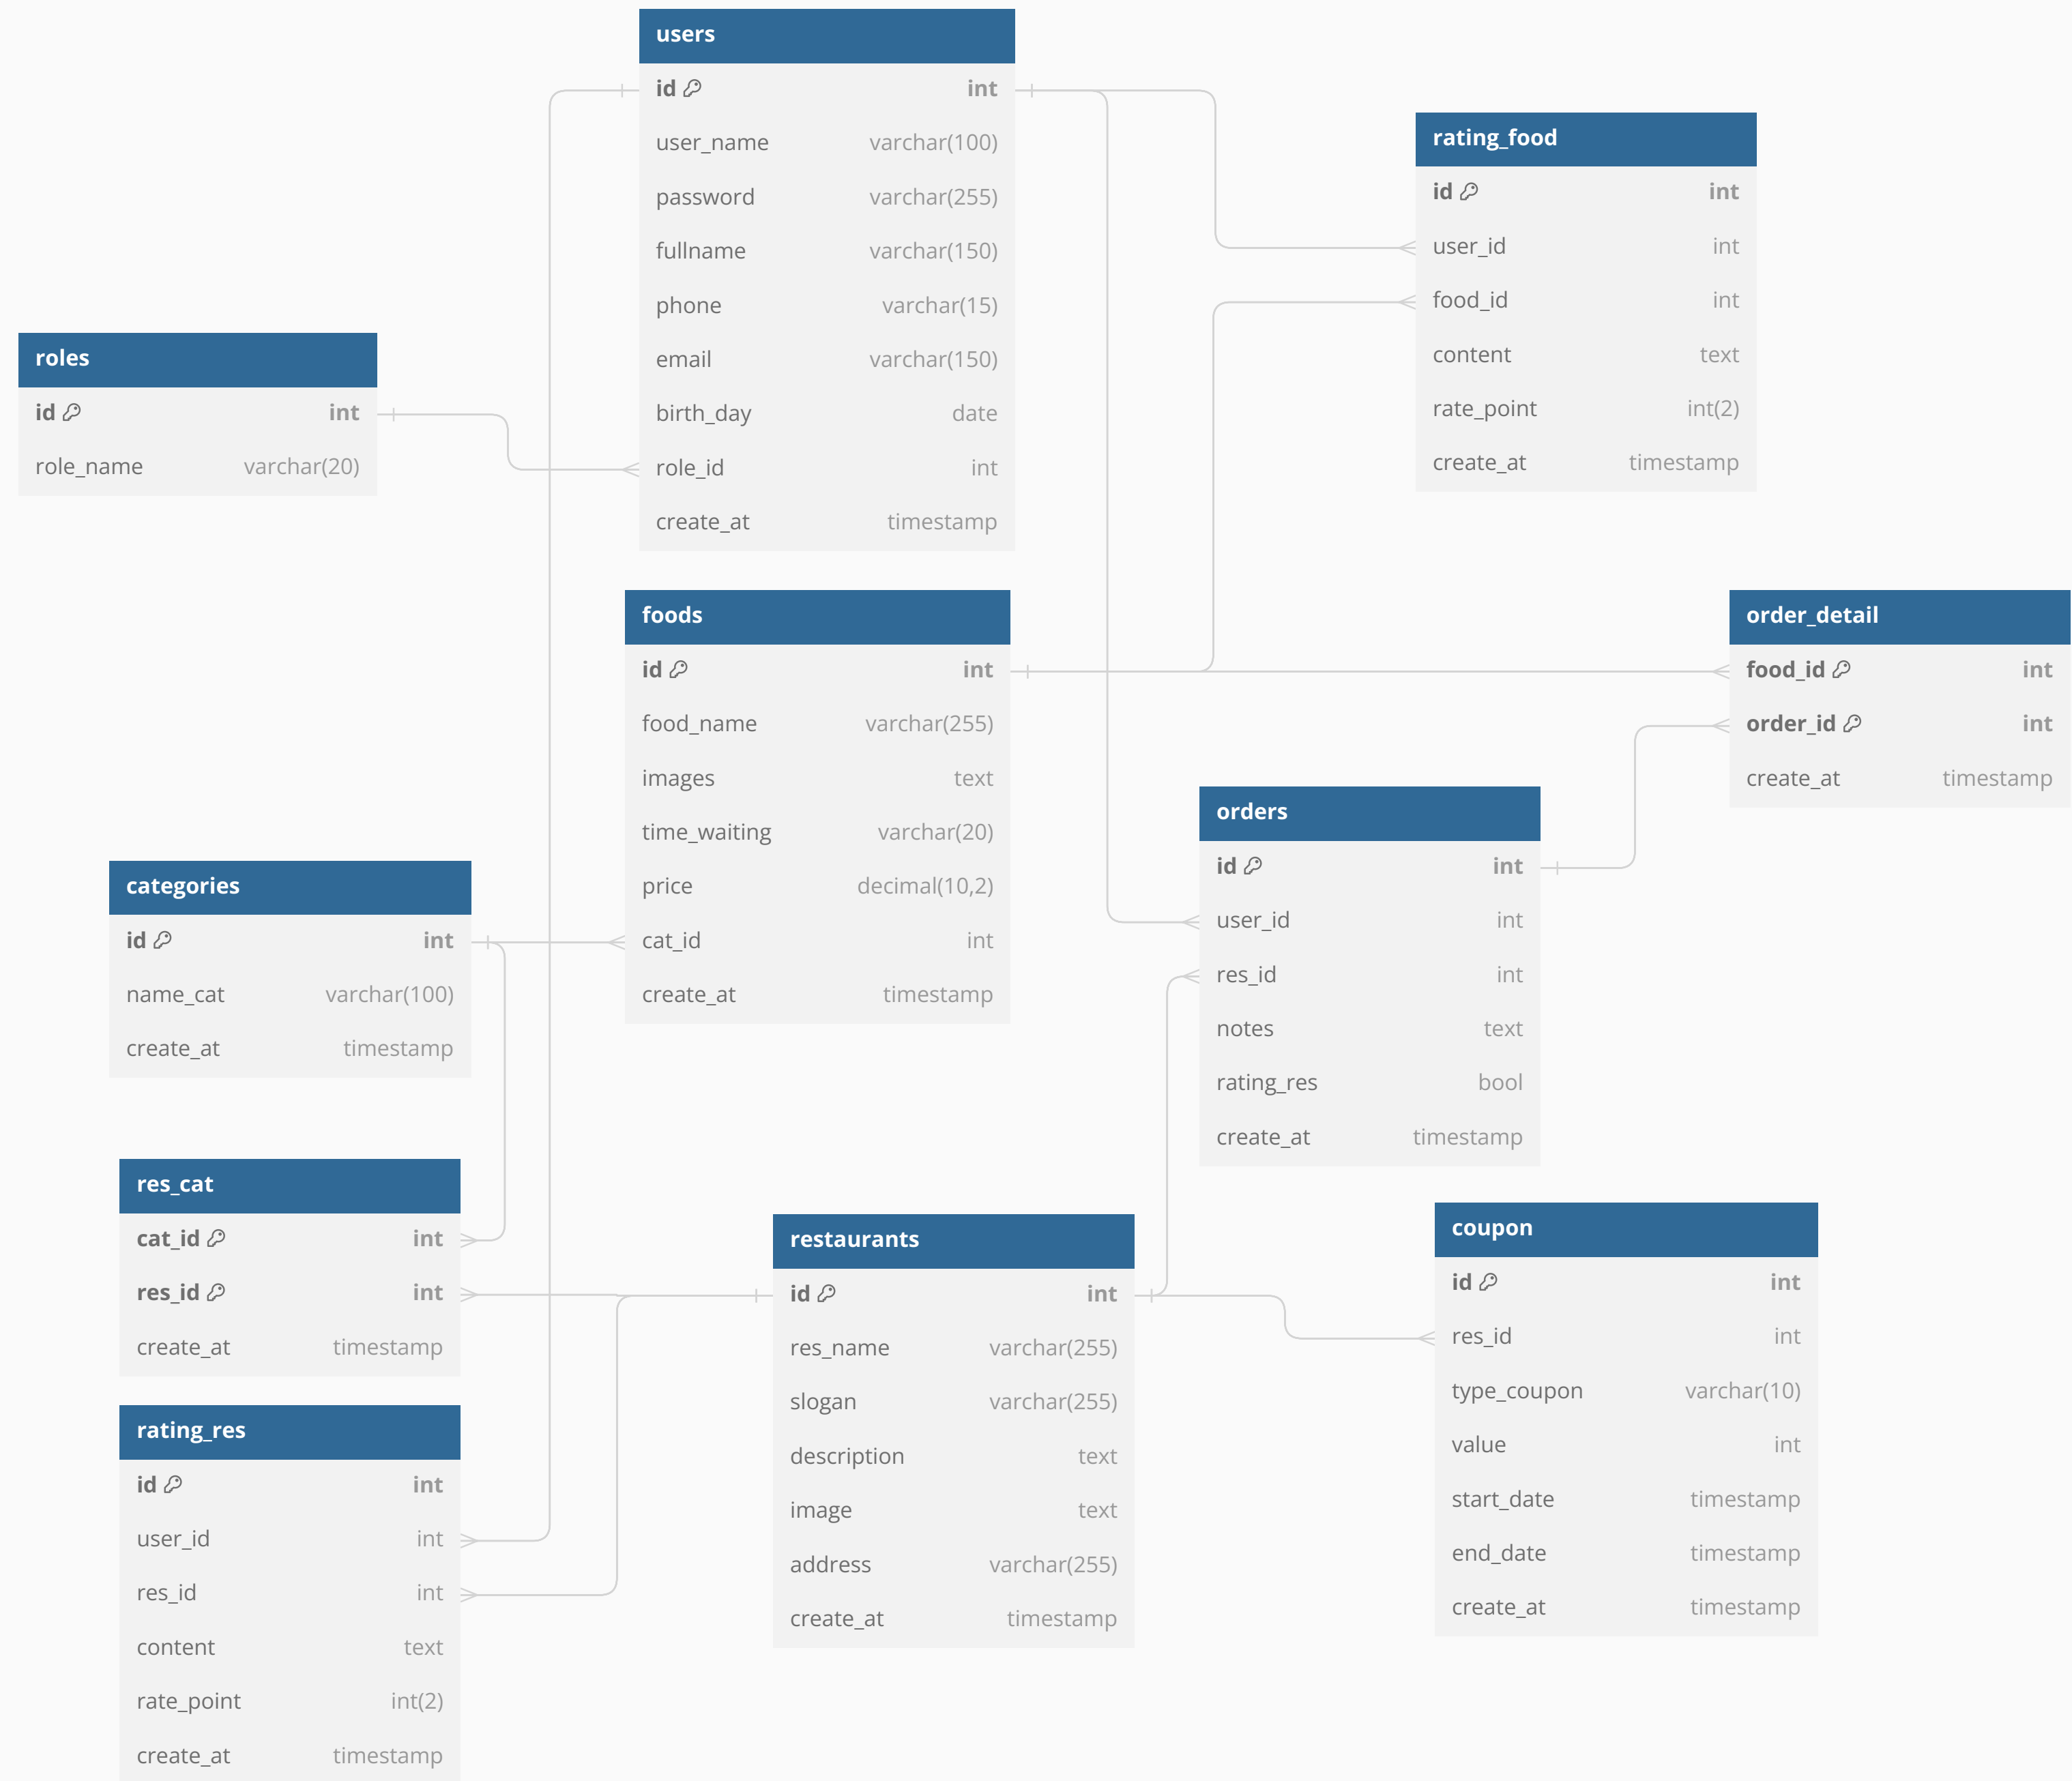 users
id int
user_name varchar(100)
password varchar(255)
fullname varchar(150)
phone varchar(15)
email varchar(150)
birth_day date
role_id int
create_at timestamp
rating_food
id int
user_id int
food_id int
content text
rate_point int(2)
create_at timestamp
roles
id int
role_name varchar(20)
foods
id int
food_name varchar(255)
images text
time_waiting varchar(20)
price decimal(10,2)
cat_id int
create_at timestamp
order_detail
food_id int
order_id int
create_at timestamp
orders
id int
user_id int
res_id int
notes text
rating_res bool
create_at timestamp
categories
id int
name_cat varchar(100)
create_at timestamp
res_cat
cat_id int
res_id int
create_at timestamp
restaurants
id int
res_name varchar(255)
slogan varchar(255)
description text
image text
address varchar(255)
create_at timestamp
coupon
id int
res_id int
type_coupon varchar(10)
value int
start_date timestamp
end_date timestamp
create_at timestamp
rating_res
id int
user_id int
res_id int
content text
rate_point int(2)
create_at timestamp